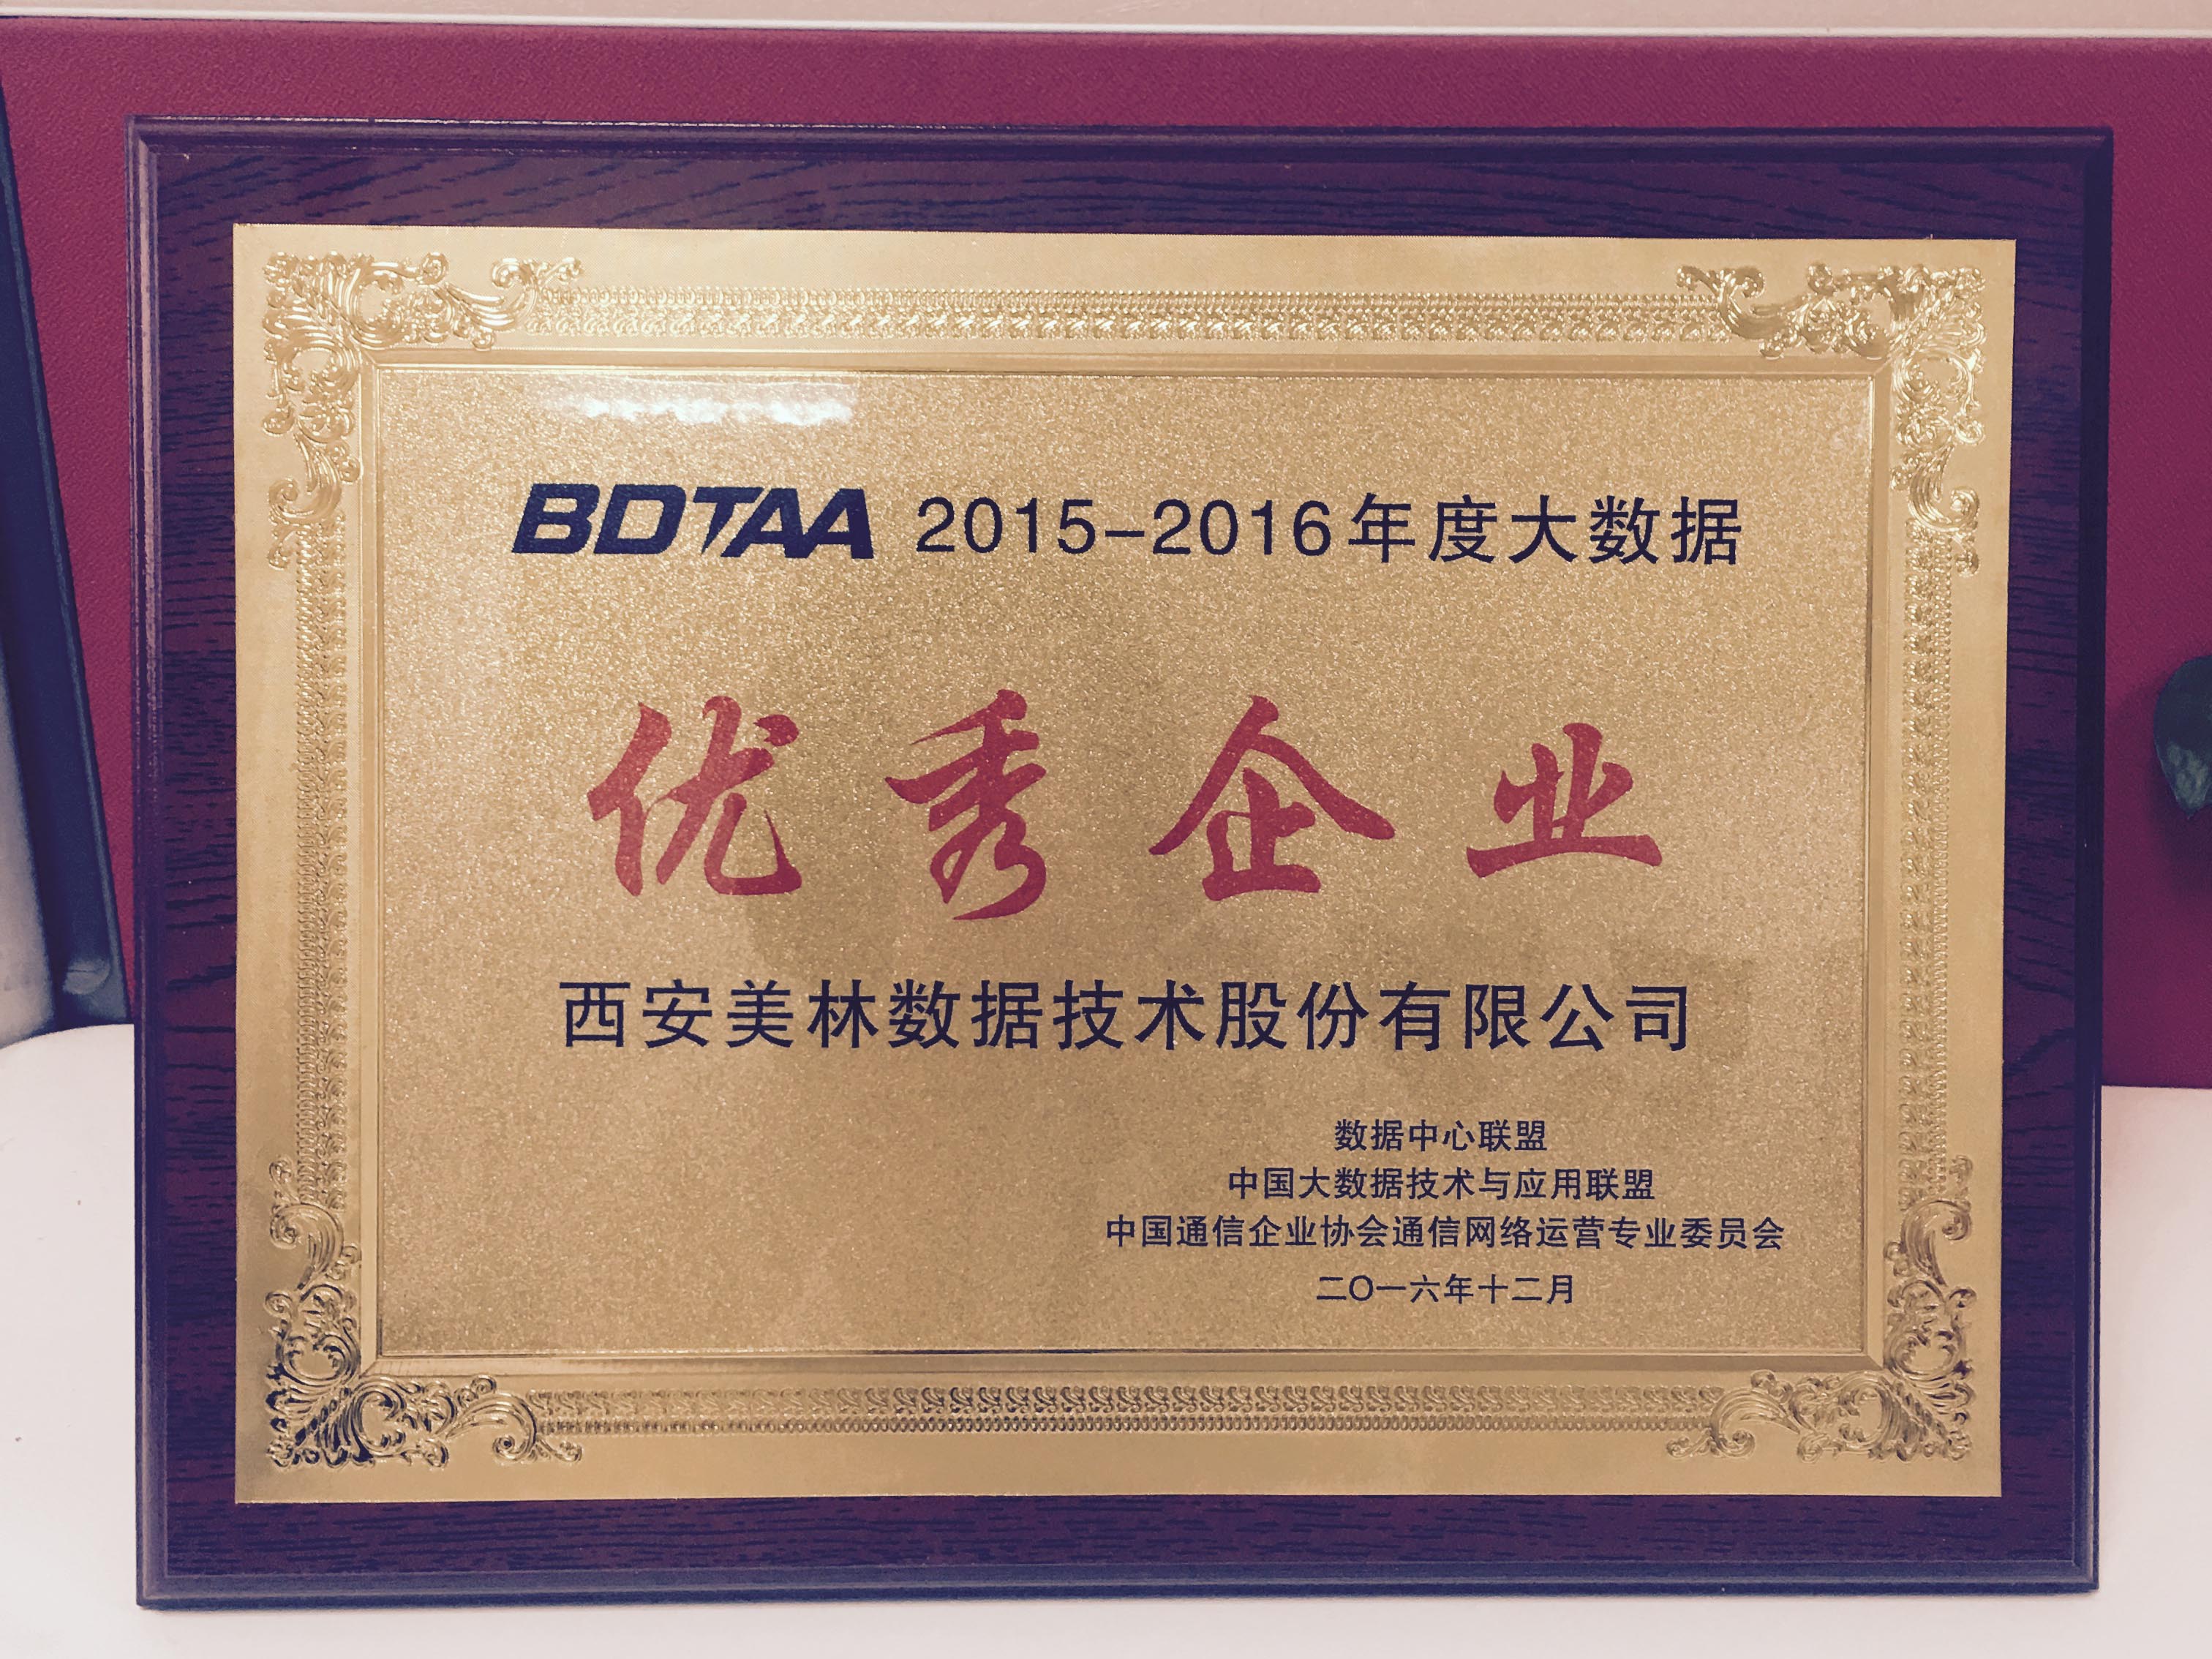 BDTAA 2015-2016年度大数据
优秀企业
西安美林数据技术股份有限公司
数据中心联盟
中国大数据技术与应用联盟
中国通信企业协会通信网络运营专业委员会
二〇一六年十二月